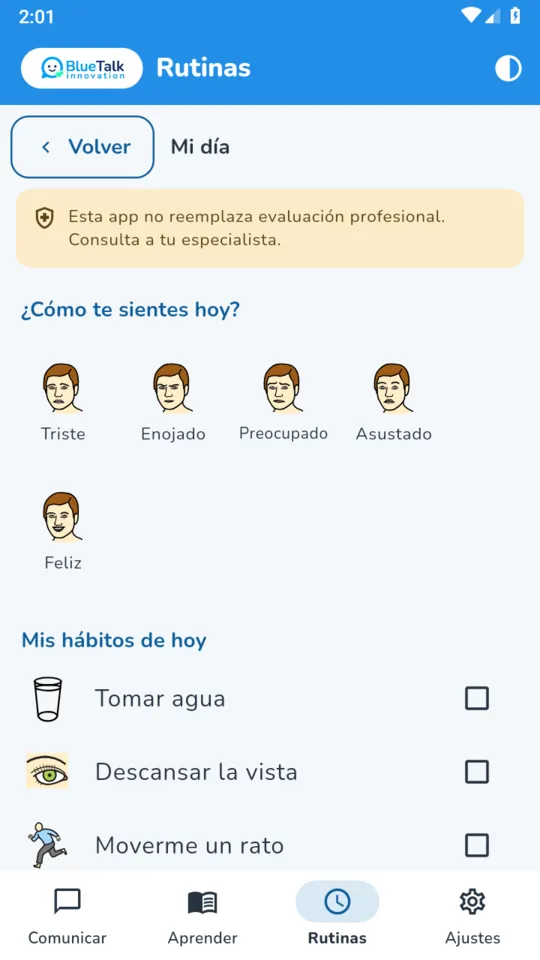 2:01
BlueTalk
innovation
Rutinas
Volver
Mi día
Esta app no reemplaza evaluación profesional.
Consulta a tu especialista.
¿Cómo te sientes hoy?
Triste
Enojado
Preocupado
Asustado
Feliz
Mis hábitos de hoy
Tomar agua
Descansar la vista
Moverme un rato
Comunicar
Aprender
Rutinas
Ajustes